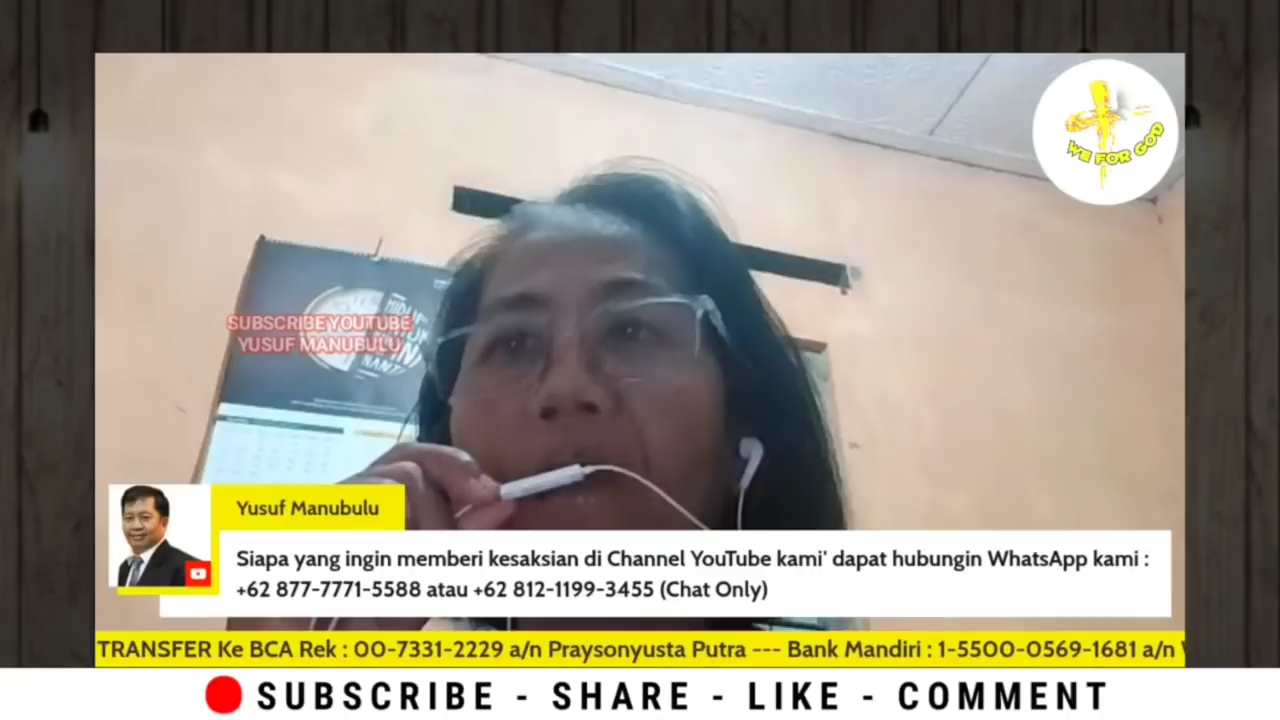 WE FOR GOD
SUBSCRIBE YOUTUBE
YUSUF MANUBULU
Yusuf Manubulu
Siapa yang ingin memberi kesaksian di Channel YouTube kami' dapat hubungin WhatsApp kami :
+62 877-7771-5588 atau +62 812-1199-3455 (Chat Only)
TRANSFER Ke BCA Rek : 00-7331-2229 a/n Praysonyusta Putra --- Bank Mandiri : 1-5500-0569-1681 a/n
SUBSCRIBE - SHARE - LIKE - COMMENT